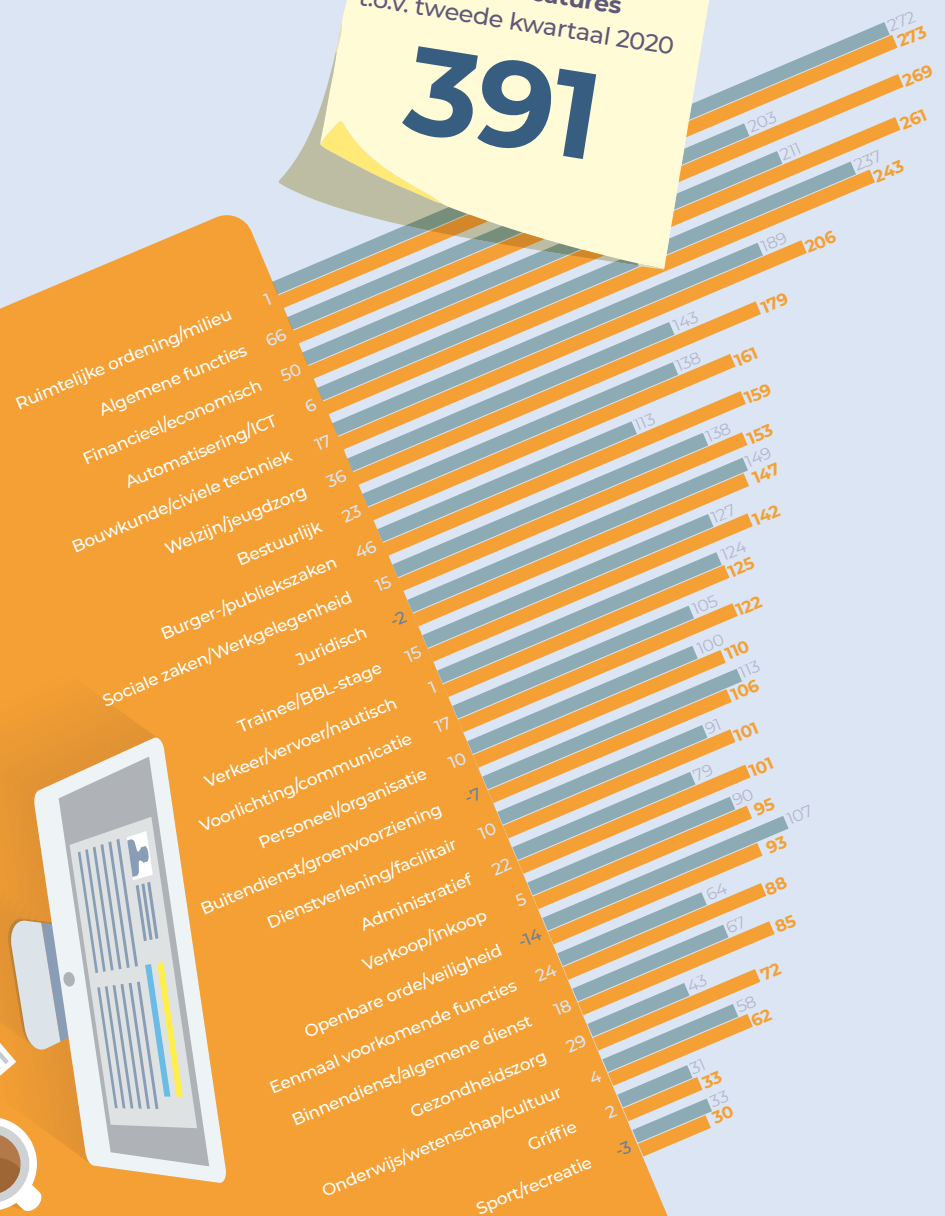 catures
t.o.v. tweede kwartaal 2020
391
Ruimtelijke ordening/milieu 1 272 273
Algemene functies 66 203 269
Financieel/economisch 50 211 261
Automatisering/ICT 6 237 243
Bouwkunde/civiele techniek 17 189 206
Welzijn/jeugdzorg 36 143 179
Bestuurlijk 23 138 161
Burger-/publiekszaken 46 113 159
Sociale zaken/Werkgelegenheid 15 138 153
Juridisch -2 149 147
Trainee/BBL-stage 15 127 142
Verkeer/vervoer/nautisch 1 124 125
Voorlichting/communicatie 17 105 122
Personeel/organisatie 10 100 110
Buitendienst/groenvoorziening -7 113 106
Dienstverlening/facilitair 10 91 101
Administratief 22 79 101
Verkoop/inkoop 5 90 95
Openbare orde/veiligheid -14 107 93
Eenmaal voorkomende functies 24 64 88
Binnendienst/algemene dienst 18 67 85
Gezondheidszorg 29 43 72
Onderwijs/wetenschap/cultuur 4 58 62
Griffie 2 31 33
Sport/recreatie -3 33 30